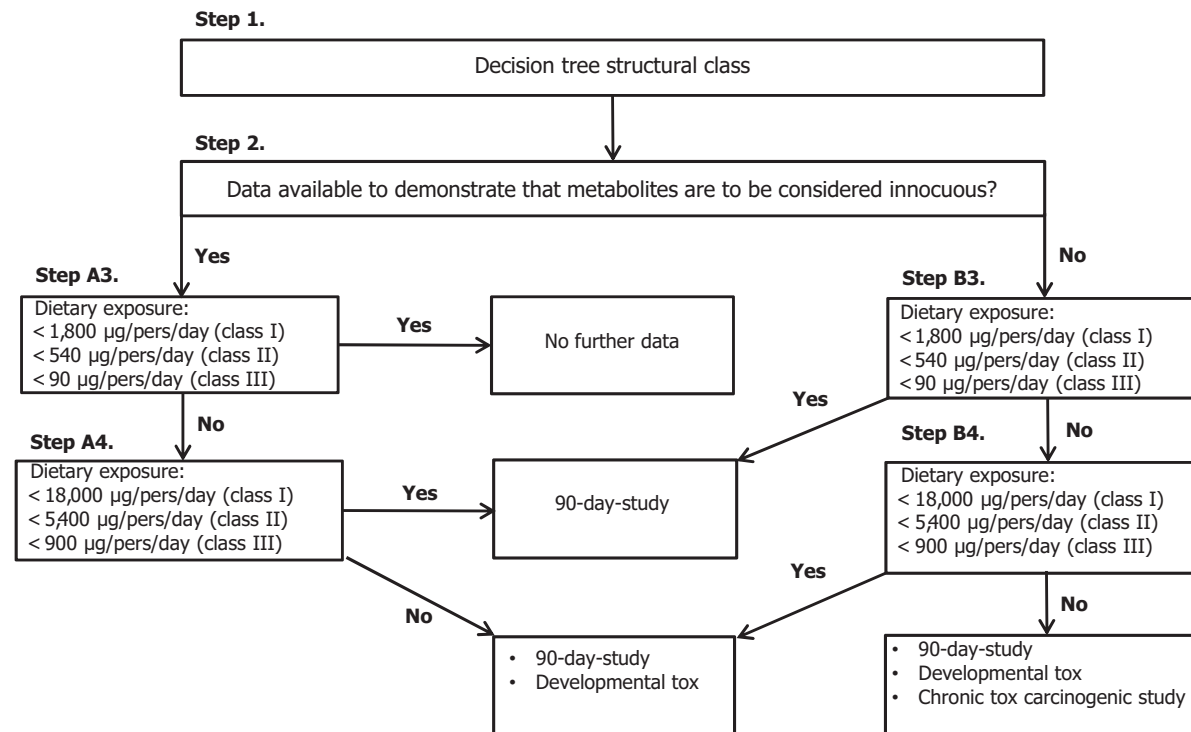 Step 1.
Decision tree structural class
Step 2.
Data available to demonstrate that metabolites are to be considered innocuous?
Yes
No
Step A3.
Dietary exposure:
< 1,800 µg/pers/day (class I)
< 540 µg/pers/day (class II)
< 90 µg/pers/day (class III)
Yes
No further data
Step B3.
Dietary exposure:
< 1,800 µg/pers/day (class I)
< 540 µg/pers/day (class II)
< 90 µg/pers/day (class III)
No
Yes
No
Step A4.
Dietary exposure:
< 18,000 µg/pers/day (class I)
< 5,400 µg/pers/day (class II)
< 900 µg/pers/day (class III)
Yes
90-day-study
Step B4.
Dietary exposure:
< 18,000 µg/pers/day (class I)
< 5,400 µg/pers/day (class II)
< 900 µg/pers/day (class III)
No
Yes
No
• 90-day-study
• Developmental tox
• 90-day-study
• Developmental tox
• Chronic tox carcinogenic study